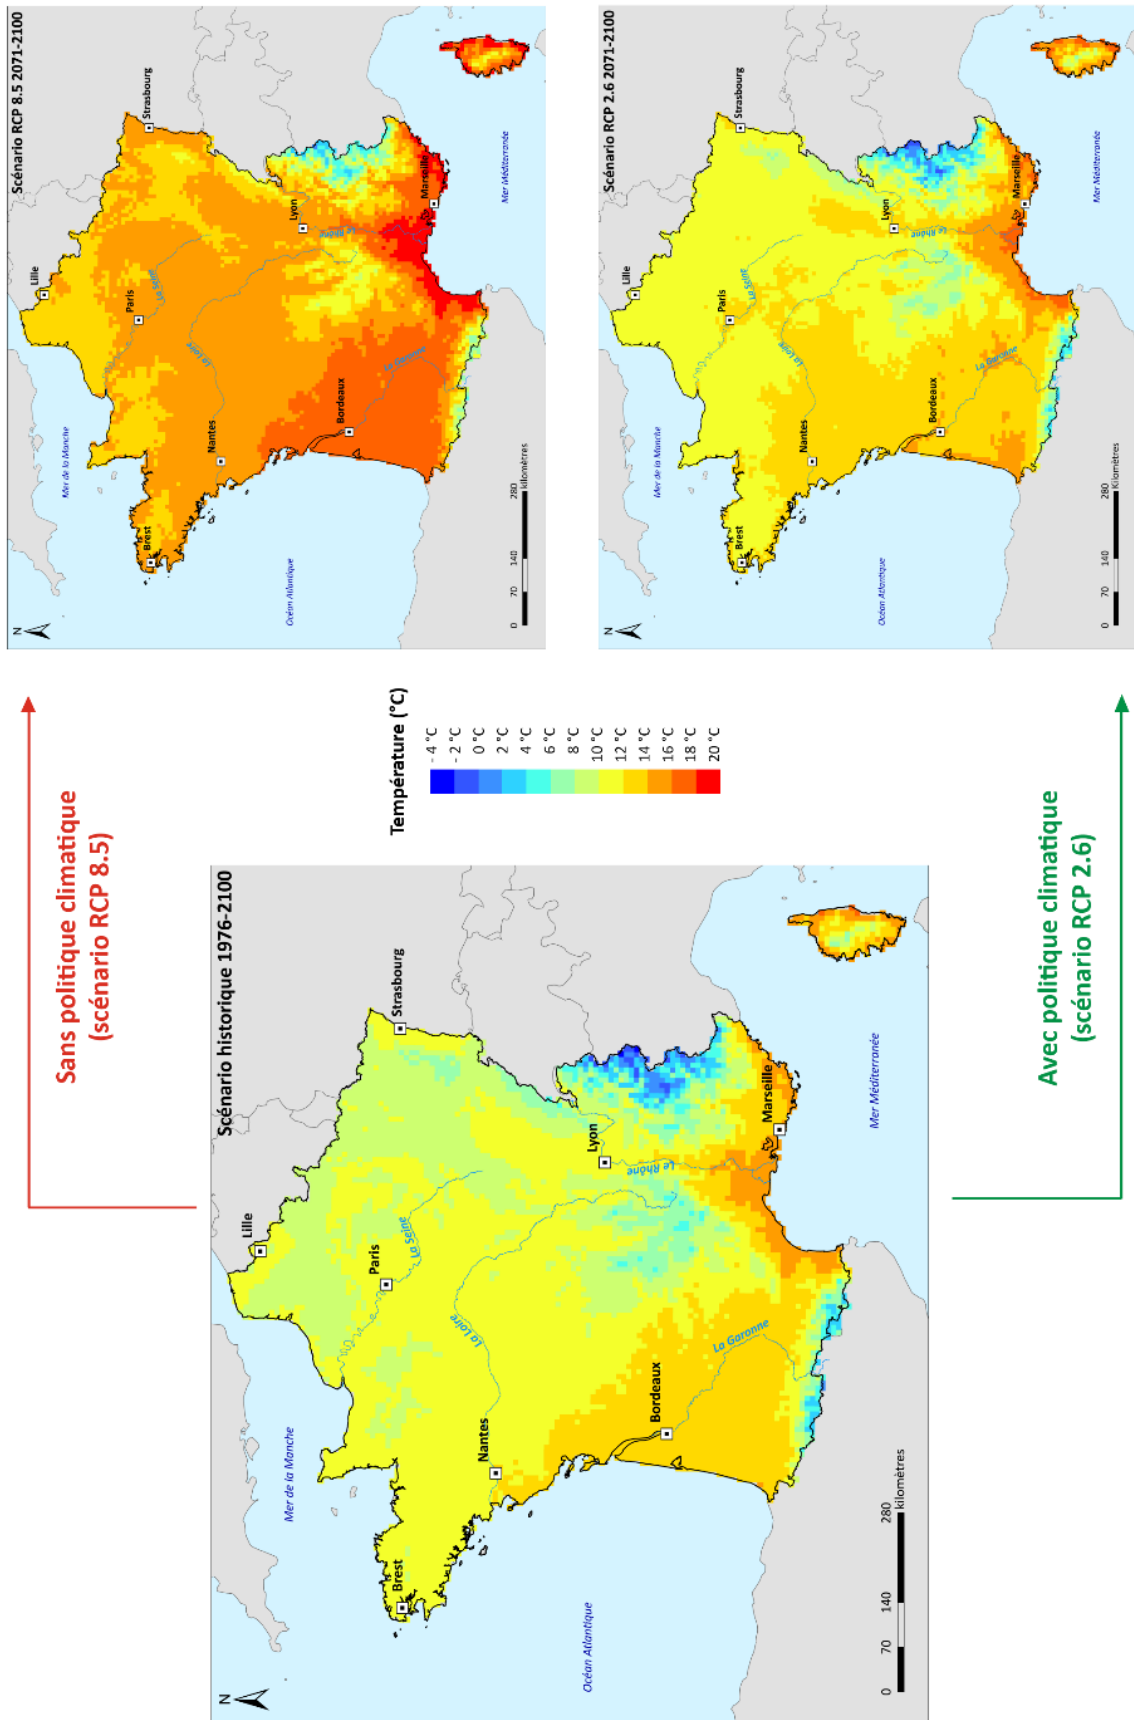 Sans politique climatique
(scénario RCP 8.5)
Scénario historique 1976-2100
N
Mer de la Manche
Lille
Paris
La Seine
Strasbourg
Brest
Nantes
La Loire
Lyon
Le Rhône
Océan Atlantique
Bordeaux
La Garonne
Marseille
Mer Méditerranée
0 70 140 280
kilomètres
Température (°C)
- 4 °C
- 2 °C
0 °C
2 °C
4 °C
6 °C
8 °C
10 °C
12 °C
14 °C
16 °C
18 °C
20 °C
Avec politique climatique
(scénario RCP 2.6)
Scénario RCP 8.5 2071-2100
N
Mer de la Manche
Lille
Paris
La Seine
Strasbourg
Brest
Nantes
La Loire
Lyon
Le Rhône
Océan Atlantique
Bordeaux
La Garonne
Marseille
Mer Méditerranée
0 70 140 280
kilomètres
Scénario RCP 2.6 2071-2100
N
Mer de la Manche
Lille
Paris
La Seine
Strasbourg
Brest
Nantes
La Loire
Lyon
Le Rhône
Océan Atlantique
Bordeaux
La Garonne
Marseille
Mer Méditerranée
0 70 140 280
Kilomètres